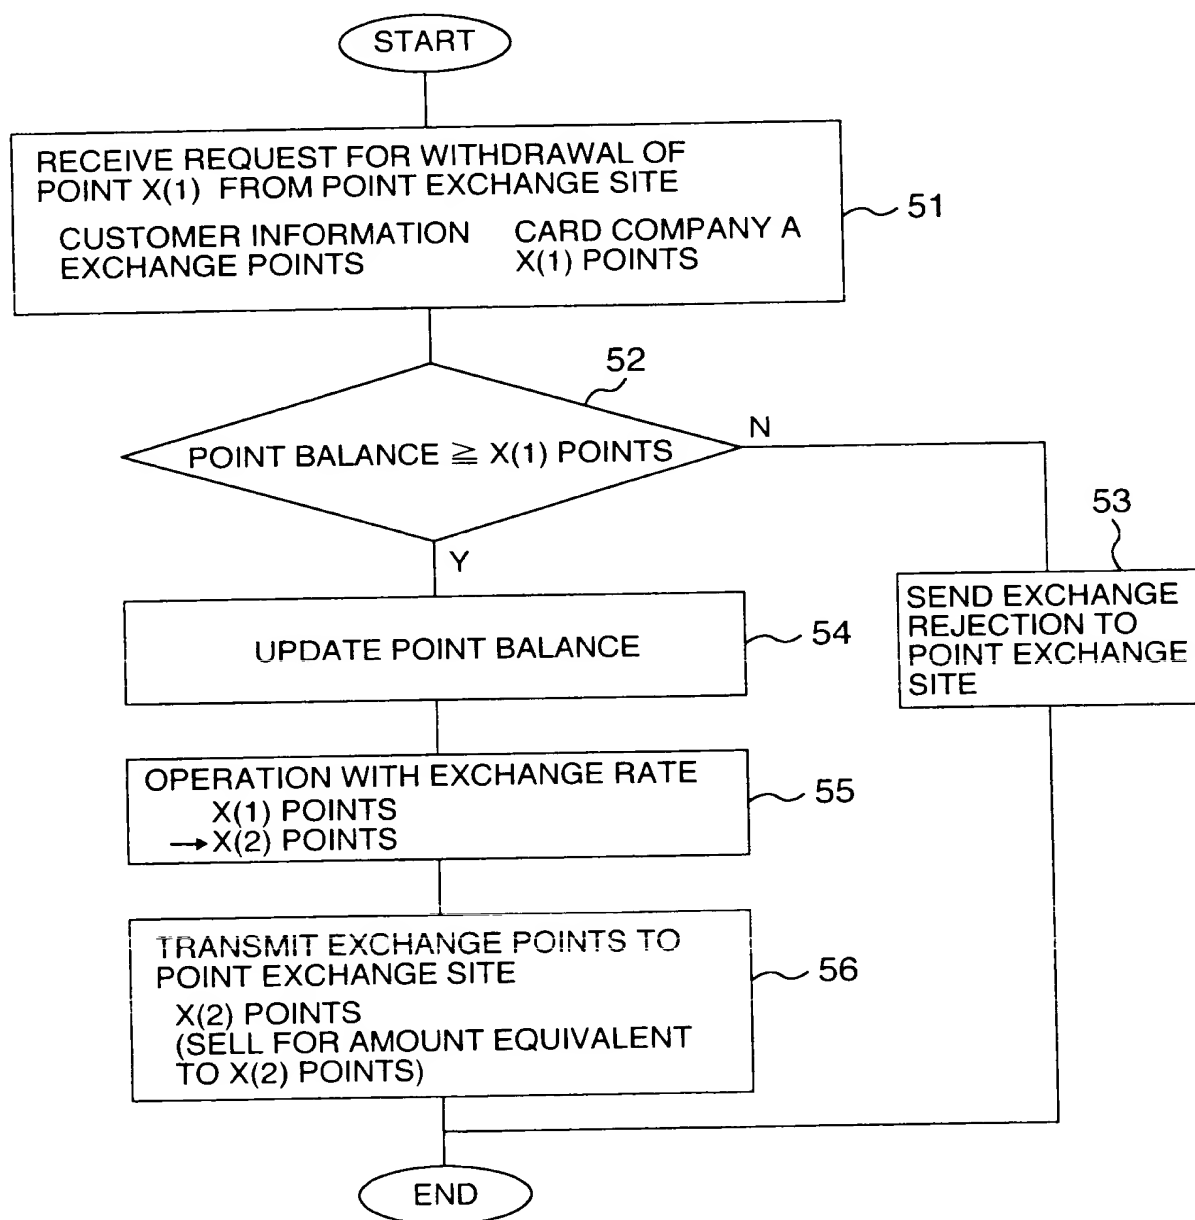 START
RECEIVE REQUEST FOR WITHDRAWAL OF
POINT X(1) FROM POINT EXCHANGE SITE
CUSTOMER INFORMATION CARD COMPANY A
EXCHANGE POINTS X(1) POINTS
51
52
POINT BALANCE ≧ X(1) POINTS
N
Y
53
SEND EXCHANGE
REJECTION TO
POINT EXCHANGE
SITE
UPDATE POINT BALANCE
54
OPERATION WITH EXCHANGE RATE
X(1) POINTS
→X(2) POINTS
55
TRANSMIT EXCHANGE POINTS TO
POINT EXCHANGE SITE
X(2) POINTS
(SELL FOR AMOUNT EQUIVALENT
TO X(2) POINTS)
56
END